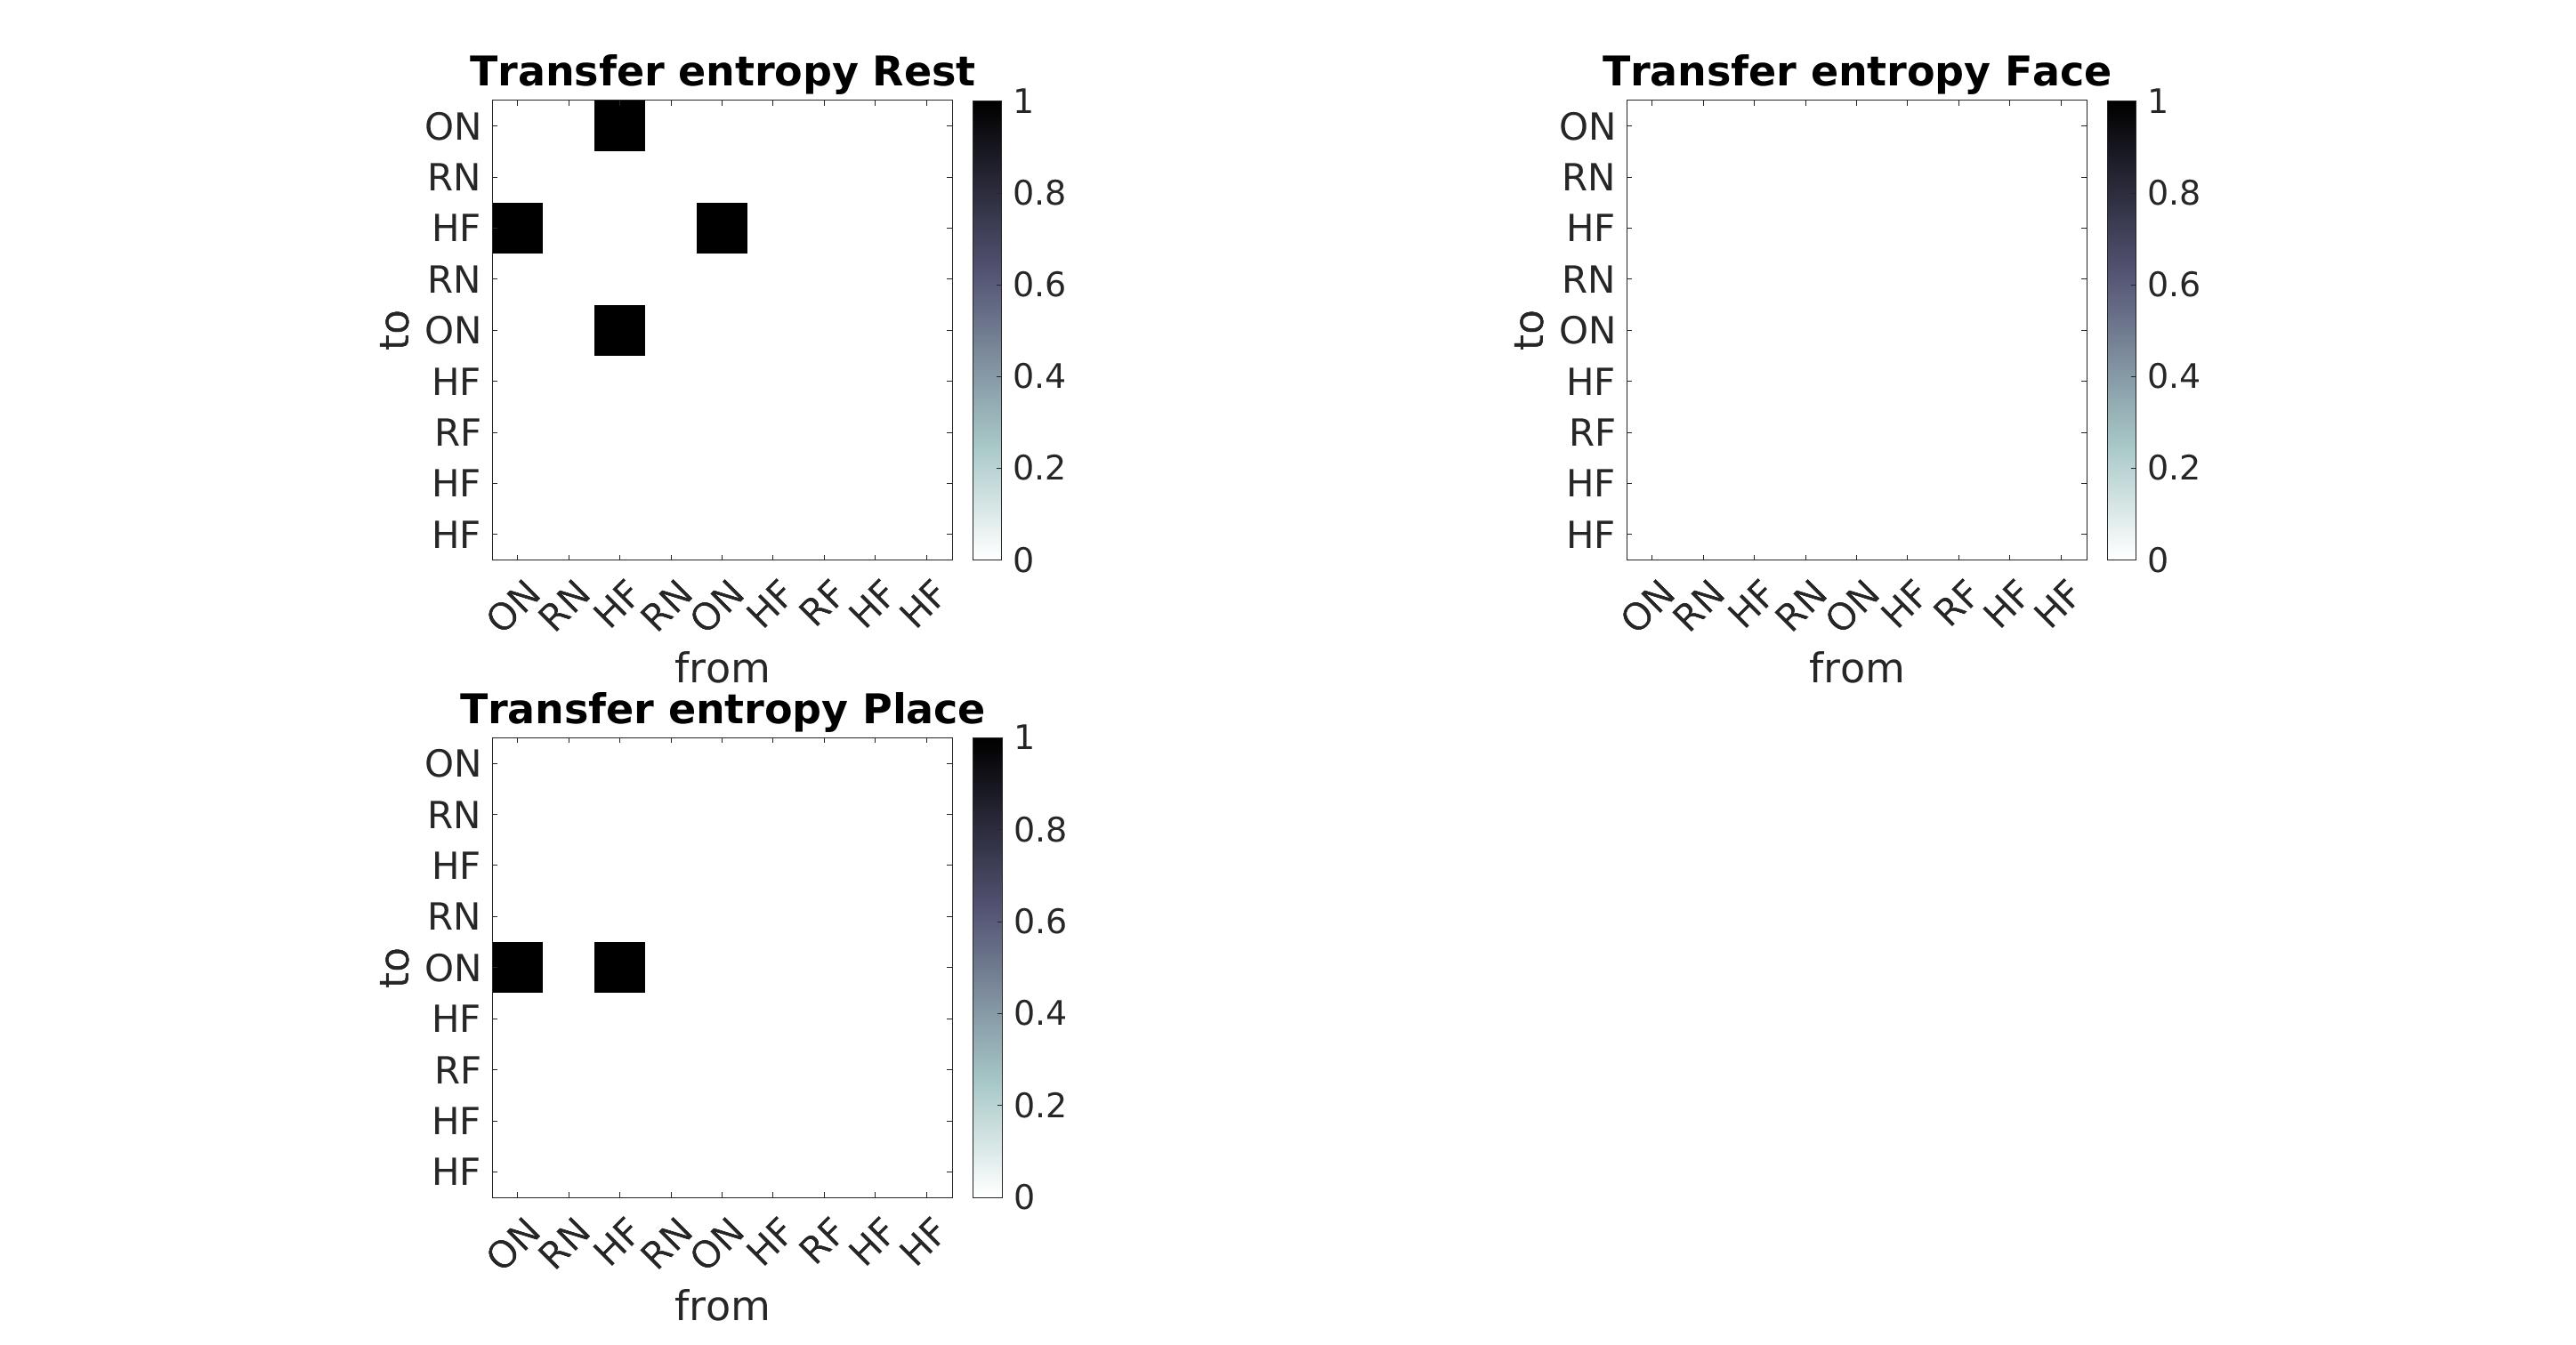 Transfer entropy Rest
ON
RN
HF
RN
ON
HF
RF
HF
HF
to
1
0.8
0.6
0.4
0.2
0
ON RN HF RN ON HF RF HF HF
from
Transfer entropy Face
ON
RN
HF
RN
ON
HF
RF
HF
HF
to
1
0.8
0.6
0.4
0.2
0
ON RN HF RN ON HF RF HF HF
from
Transfer entropy Place
ON
RN
HF
RN
ON
HF
RF
HF
HF
to
1
0.8
0.6
0.4
0.2
0
ON RN HF RN ON HF RF HF HF
from